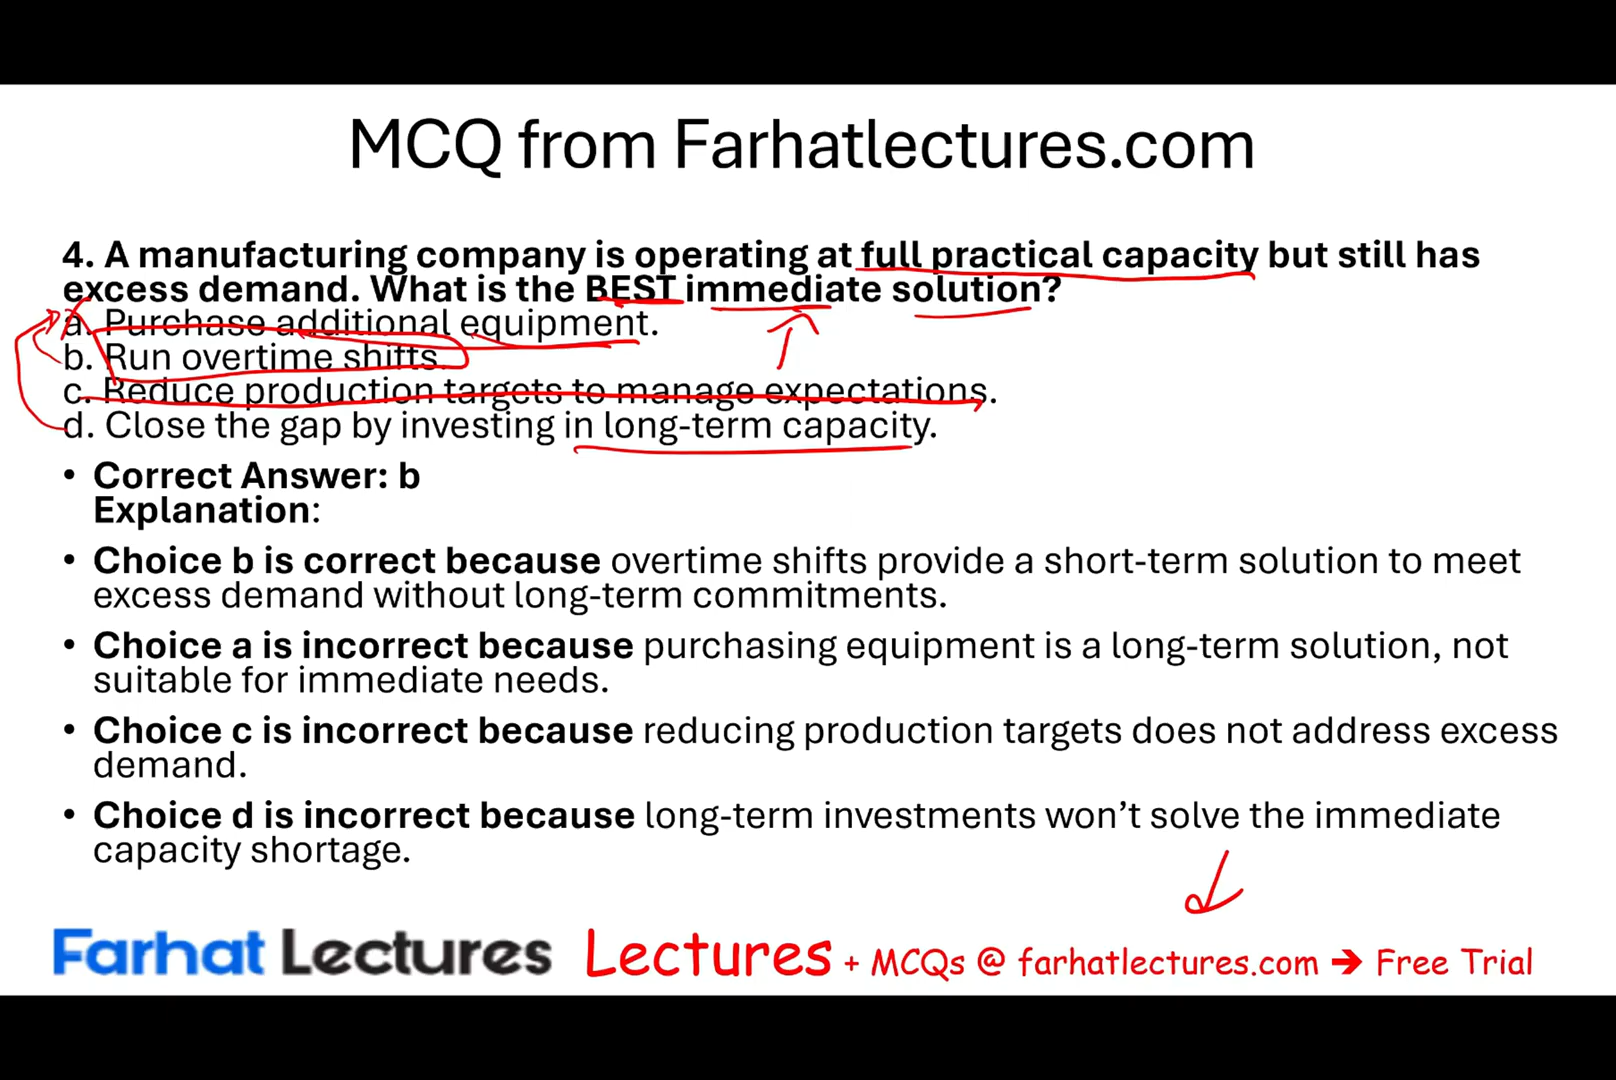 MCQ from Farhatlectures.com
4. A manufacturing company is operating at full practical capacity but still has
excess demand. What is the BEST immediate solution?
a. Purchase additional equipment.
b. Run overtime shifts.
c. Reduce production targets to manage expectations.
d. Close the gap by investing in long-term capacity.
• Correct Answer: b
Explanation:
• Choice b is correct because overtime shifts provide a short-term solution to meet
excess demand without long-term commitments.
• Choice a is incorrect because purchasing equipment is a long-term solution, not
suitable for immediate needs.
• Choice c is incorrect because reducing production targets does not address excess
demand.
• Choice d is incorrect because long-term investments won’t solve the immediate
capacity shortage.
Farhat Lectures Lectures + MCQs @ farhatlectures.com → Free Trial